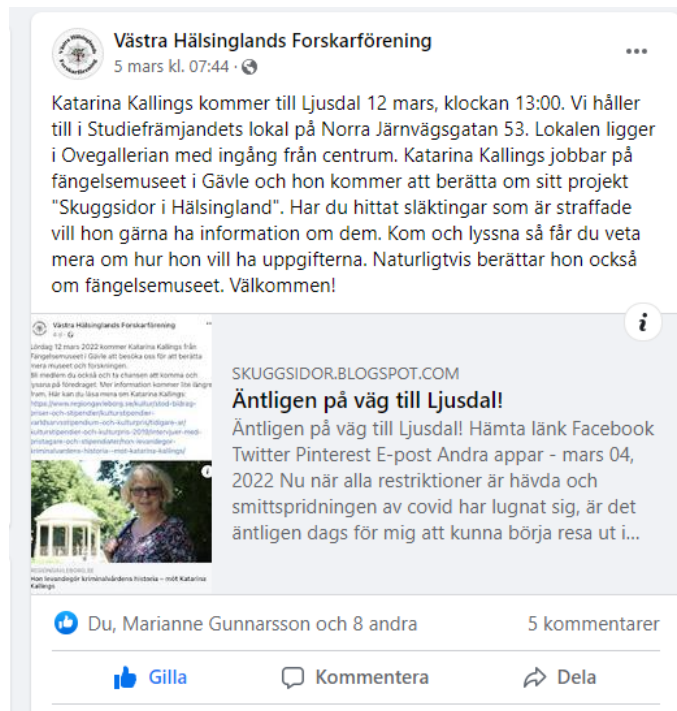 Västra Hälsinglands Forskarförening
5 mars kl. 07:44 ·
Katarina Kallings kommer till Ljusdal 12 mars, klockan 13:00. Vi håller
till i Studiefrämjandets lokal på Norra Järnvägsgatan 53. Lokalen ligger
i Ovegallerian med ingång från centrum. Katarina Kallings jobbar på
fängelsemuseet i Gävle och hon kommer att berätta om sitt projekt
"Skuggsidor i Hälsingland". Har du hittat släktingar som är straffade
vill hon gärna ha information om dem. Kom och lyssna så får du veta
mera om hur hon vill ha uppgifterna. Naturligtvis berättar hon också
om fängelsemuseet. Välkommen!
Västra Hälsinglands Forskarförening
Lördag 12 mars 2022 kommer Katarina Kallings från
Fängelsemuseet i Gävle att besöka oss för att berätta
mera museet och forskningen.
Bli medlem du också och ta chansen att komma och
lyssna på föredraget. Mer information kommer lite längre
fram, Här kan du läsa mera om Katarina Kallings:
REGIONGAVLEBORG.SE
Hon levandegör kriminalvårdens historia – möt Katarina
Kallings
SKUGGSIDOR.BLOGSPOT.COM
Äntligen på väg till Ljusdal!
Äntligen på väg till Ljusdal! Hämta länk Facebook
Twitter Pinterest E-post Andra appar - mars 04,
2022 Nu när alla restriktioner är hävda och
smittspridningen av covid har lugnat sig, är det
äntligen dags för mig att kunna börja resa ut i...
Du, Marianne Gunnarsson och 8 andra
5 kommentarer
Gilla
Kommentera
Dela